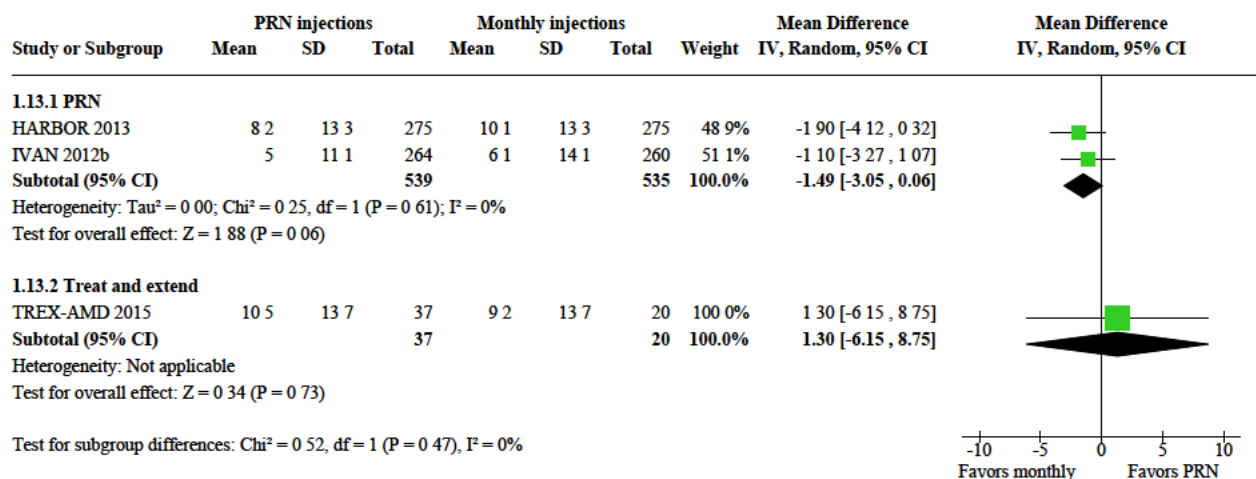 PRN injections Monthly injections Mean Difference Mean Difference
Study or Subgroup Mean SD Total Mean SD Total Weight IV, Random, 95% CI IV, Random, 95% CI
1.13.1 PRN
HARBOR 2013 8 2 13 3 275 10 1 13 3 275 48 9% -1 90 [-4 12 , 0 32]
IVAN 2012b 5 11 1 264 6 1 14 1 260 51 1% -1 10 [-3 27 , 1 07]
Subtotal (95% CI) 539 535 100.0% -1.49 [-3.05 , 0.06]
Heterogeneity: Tau² = 0 00; Chi² = 0 25, df = 1 (P = 0 61); I² = 0%
Test for overall effect: Z = 1 88 (P = 0 06)
1.13.2 Treat and extend
TREX-AMD 2015 10 5 13 7 37 9 2 13 7 20 100 0% 1 30 [-6 15 , 8 75]
Subtotal (95% CI) 37 20 100.0% 1.30 [-6.15 , 8.75]
Heterogeneity: Not applicable
Test for overall effect: Z = 0 34 (P = 0 73)
Test for subgroup differences: Chi² = 0 52, df = 1 (P = 0 47), I² = 0%
-10 -5 0 5 10
Favors monthly Favors PRN